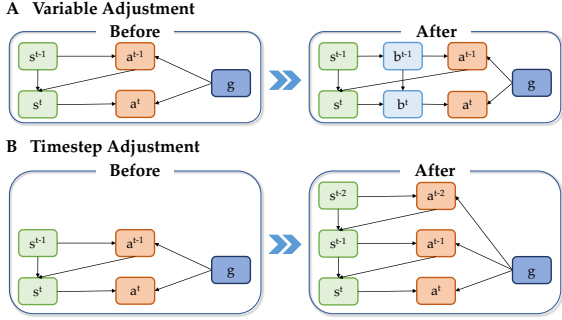 A Variable Adjustment
Before After
s^{t-1} a^{t-1} s^{t-1} b^{t-1} a^{t-1}
g g
s^t a^t s^t b^t a^t
B Timestep Adjustment
Before After
s^{t-2} a^{t-2}
s^{t-1} a^{t-1} s^{t-1} a^{t-1}
g g
s^t a^t s^t a^t